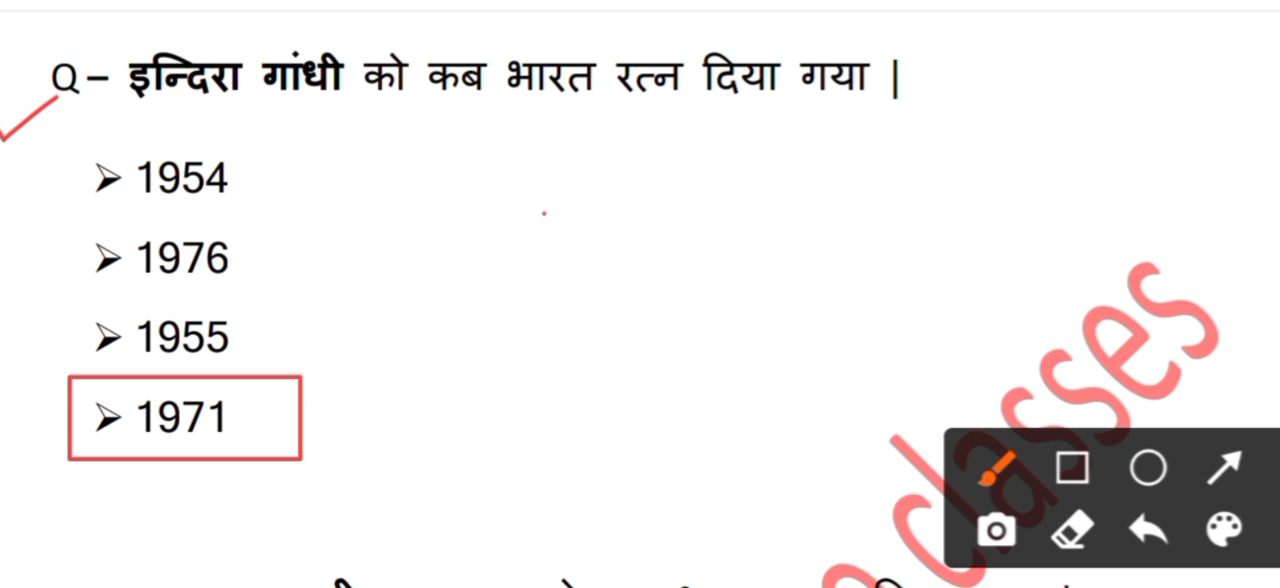 Q– इन्दिरा गांधी को कब भारत रत्न दिया गया |
➢ 1954
➢ 1976
➢ 1955
➢ 1971
classes